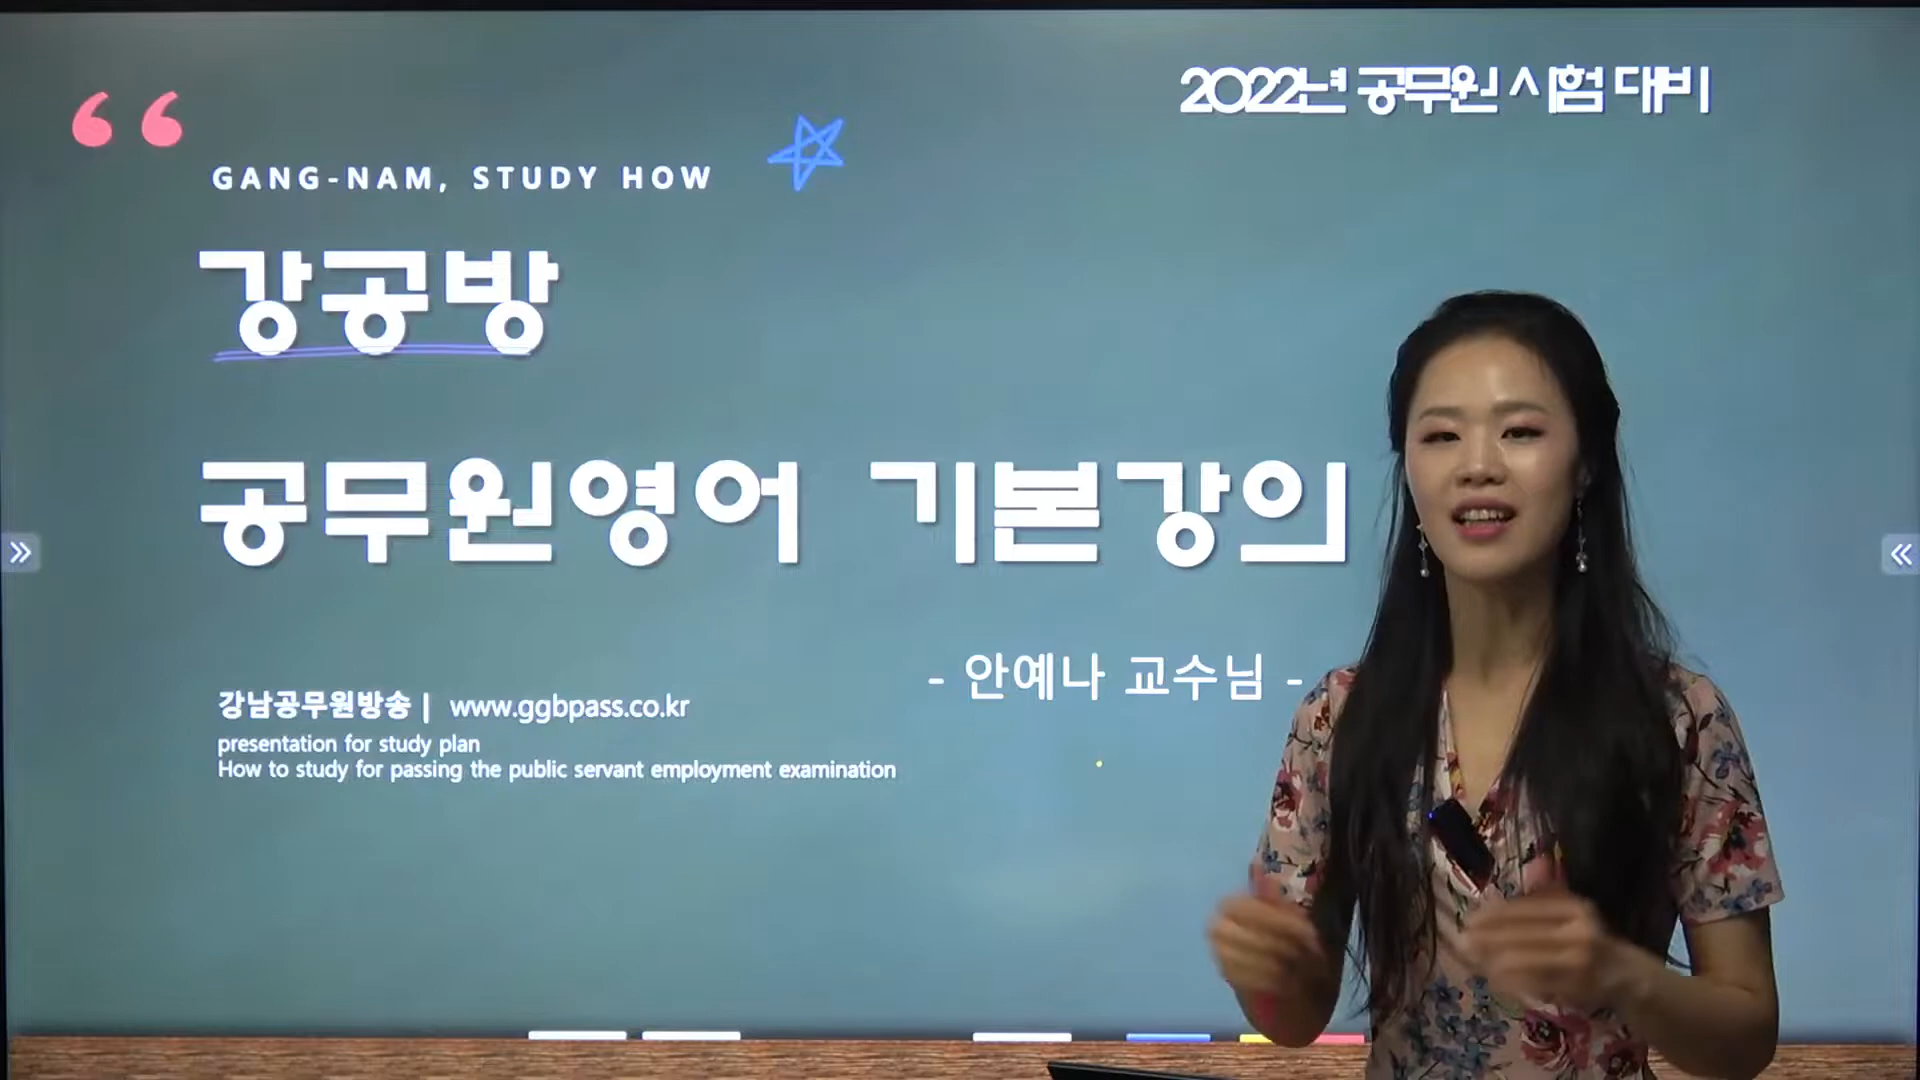 2022년 공무원 시험 대비
GANG-NAM, STUDY HOW
강공방
공무원영어 기본강의
- 안예나 교수님 -
강남공무원방송 | www.ggbpass.co.kr
presentation for study plan
How to study for passing the public servant employment examination